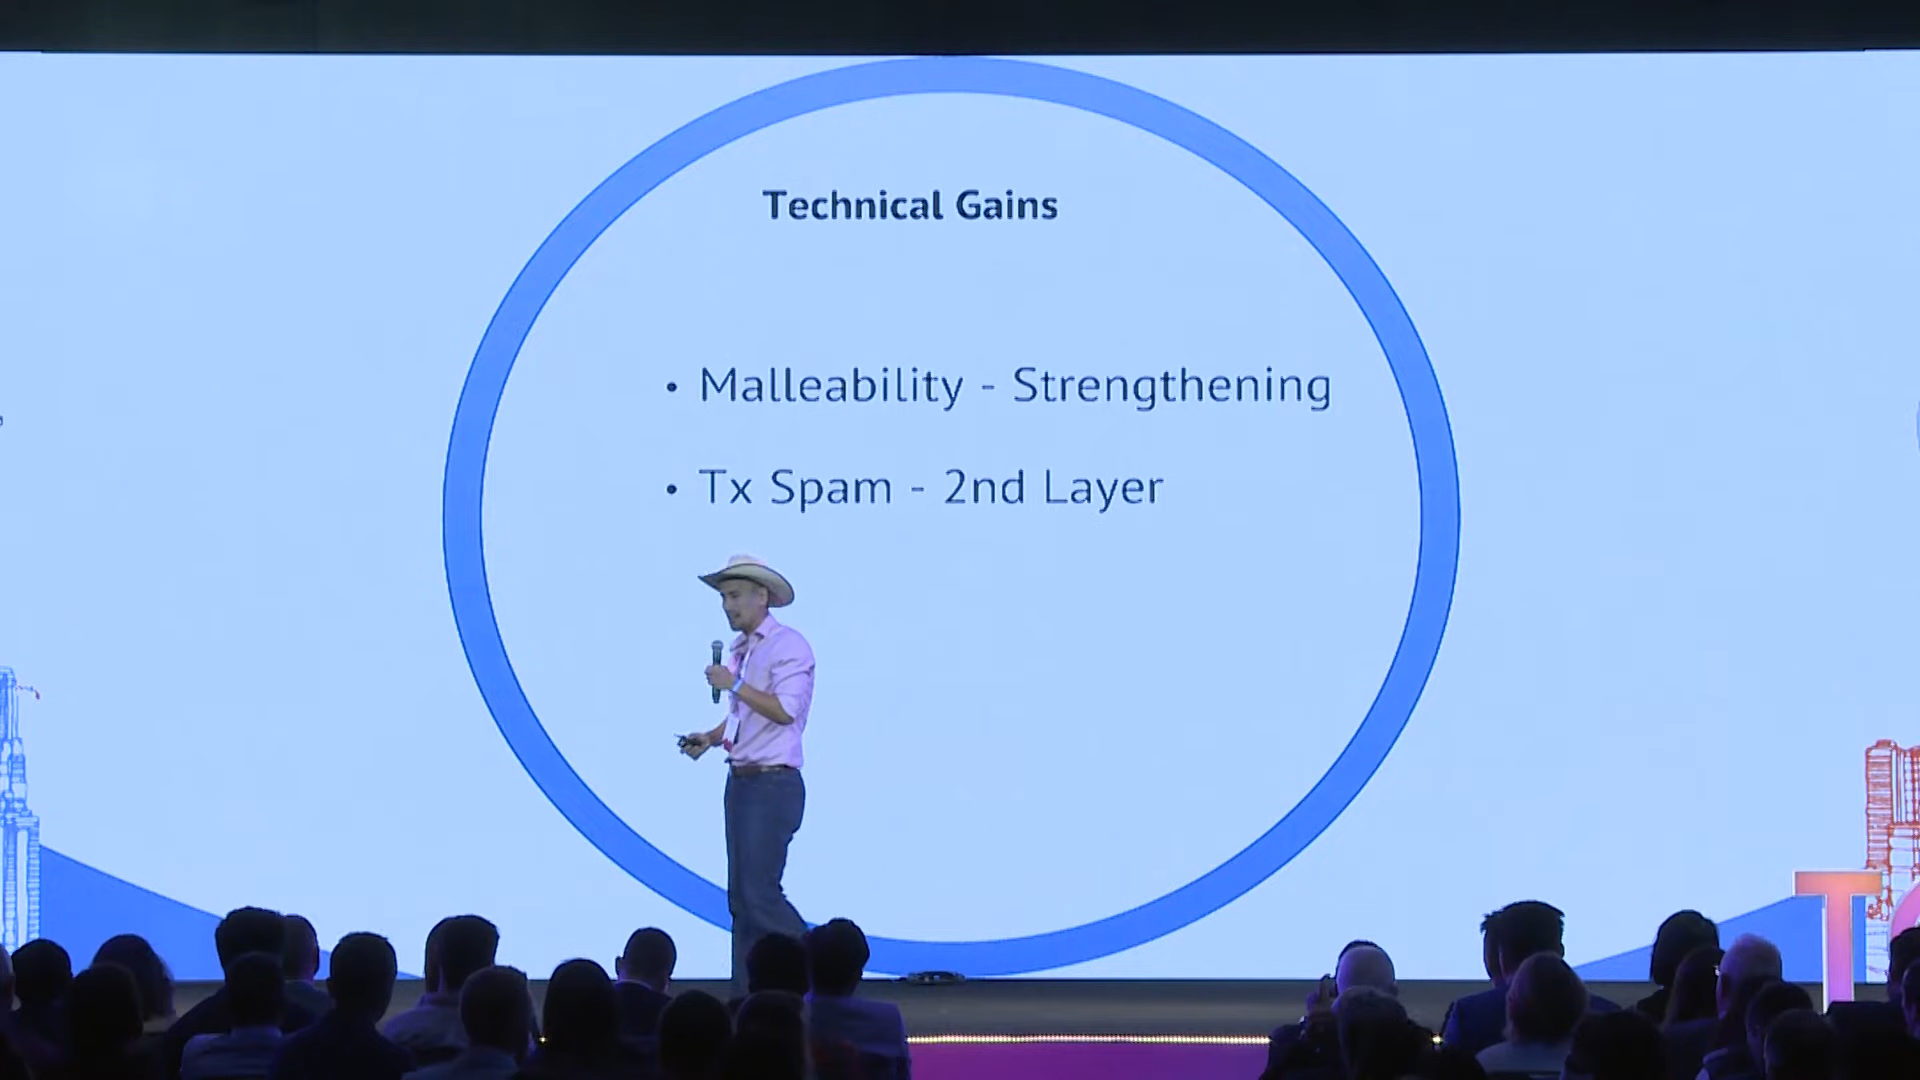 Technical Gains
• Malleability - Strengthening
• Tx Spam - 2nd Layer
T